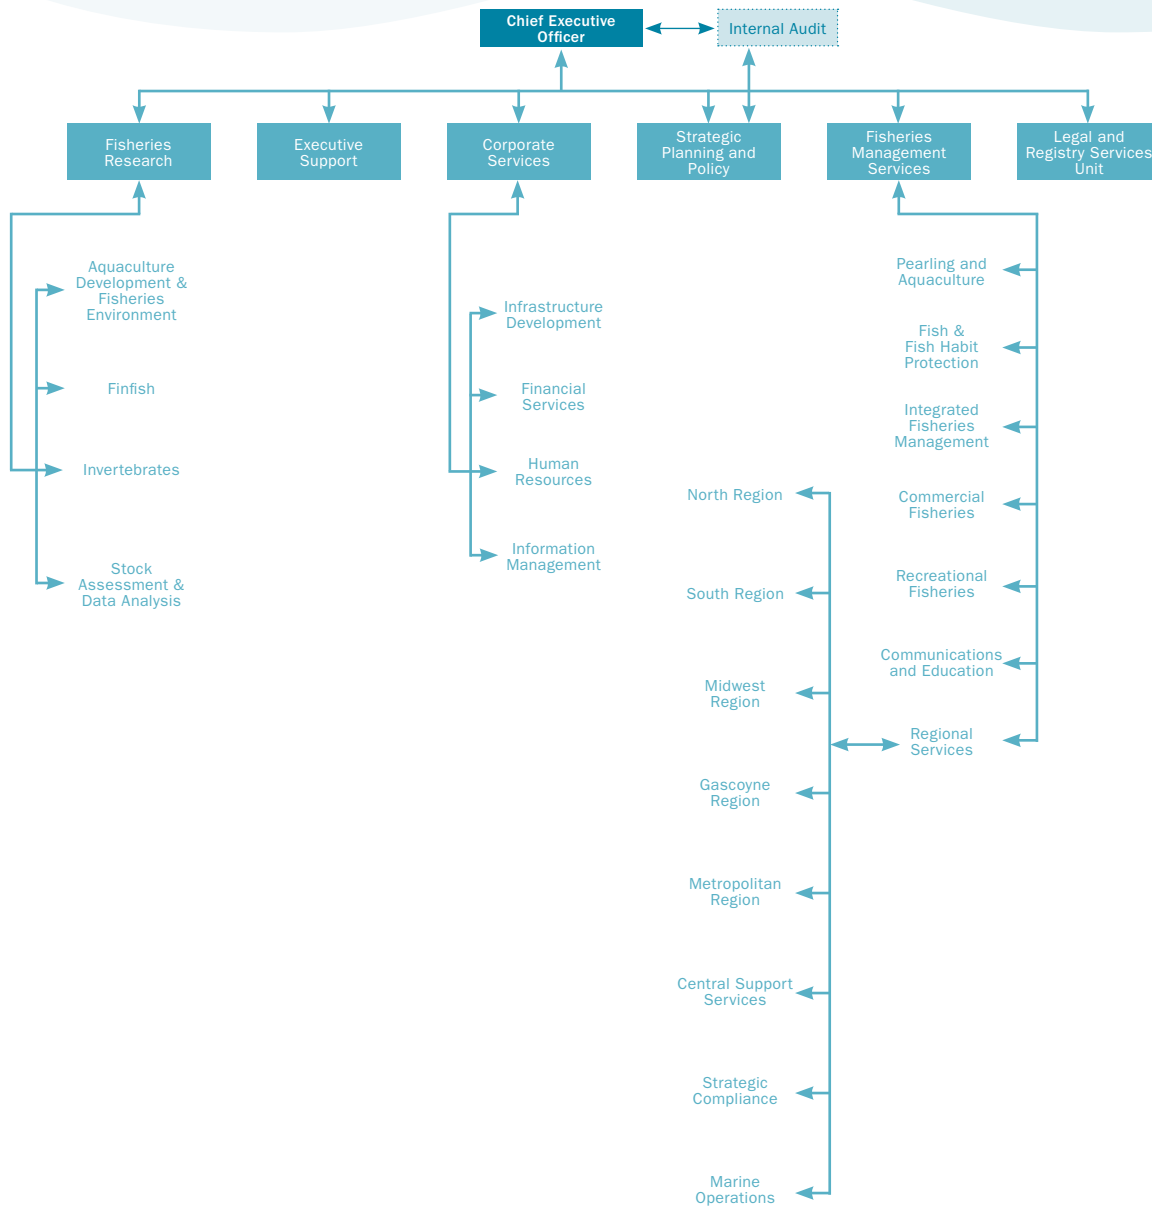 Chief Executive
Officer
Internal Audit
Fisheries
Research
Executive
Support
Corporate
Services
Strategic
Planning and
Policy
Fisheries
Management
Services
Legal and
Registry Services
Unit
Aquaculture
Development &
Fisheries
Environment
Finfish
Invertebrates
Stock
Assessment &
Data Analysis
Infrastructure
Development
Financial
Services
Human
Resources
Information
Management
North Region
South Region
Midwest
Region
Gascoyne
Region
Metropolitan
Region
Central Support
Services
Strategic
Compliance
Marine
Operations
Pearling and
Aquaculture
Fish &
Fish Habit
Protection
Integrated
Fisheries
Management
Commercial
Fisheries
Recreational
Fisheries
Communications
and Education
Regional
Services